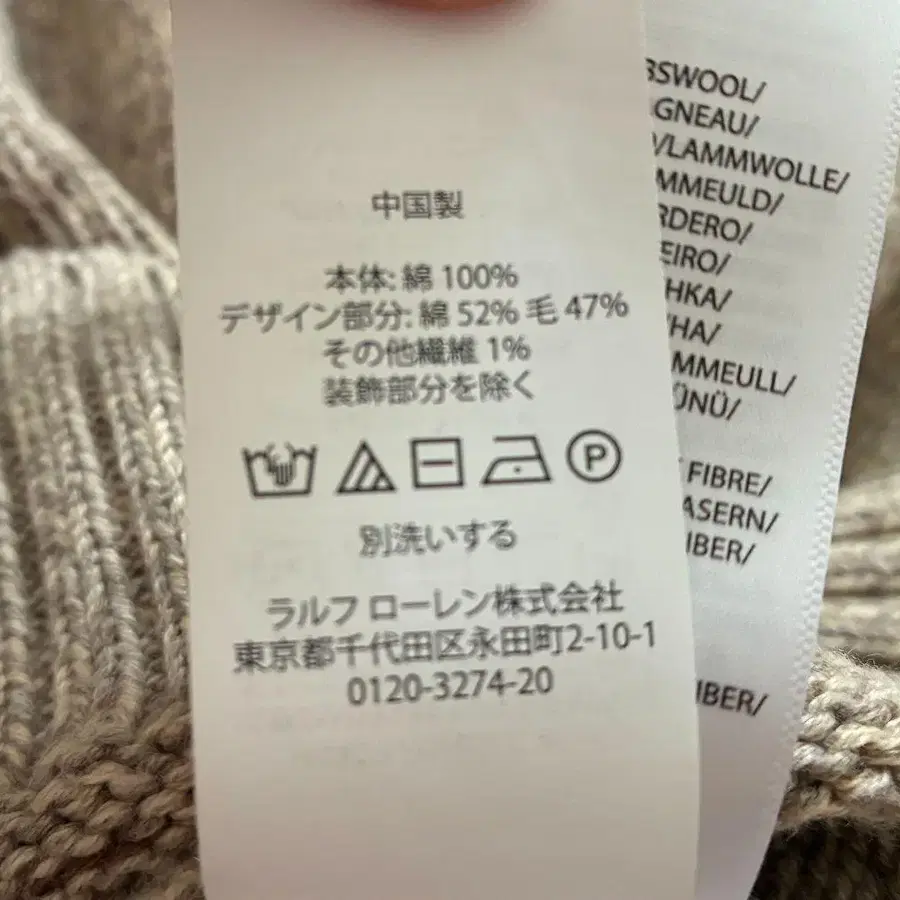 中国製
本体: 綿 100%
デザイン部分: 綿 52% 毛 47%
その他繊維 1%
装飾部分を除く
P
別洗いする
ラルフ ローレン株式会社
東京都千代田区永田町2-10-1
0120-3274-20
BSWOOL/
GNEAU/
/LAMMWOLLE/
MMEULD/
RDERO/
EIRO/
HKA/
HA/
MMEULL/
ÜNÜ/
FIBRE/
ASERN/
IBER/
IBER/